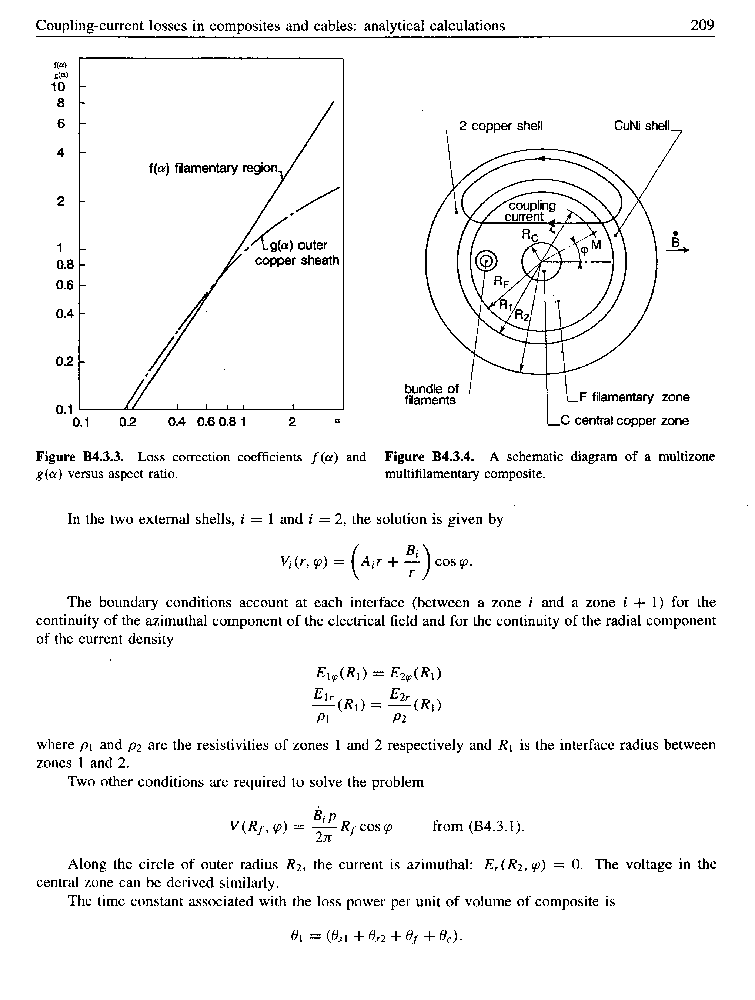 Coupling-current losses in composites and cables: analytical calculations 209
f(α)
g(α)
10
8
6
4
2
1
0.8
0.6
0.4
0.2
0.1
f(α) filamentary region
g(α) outer
copper sheath
0.1 0.2 0.4 0.6 0.8 1 2 α
2 copper shell
CuNi shell
coupling
current
r
R_C
M
φ
Ḃ
R_F
R_1
R_2
bundle of
filaments
F filamentary zone
C central copper zone
Figure B4.3.3. Loss correction coefficients f(α) and
g(α) versus aspect ratio.
Figure B4.3.4. A schematic diagram of a multizone
multifilamentary composite.
In the two external shells, i = 1 and i = 2, the solution is given by
V_i(r, φ) = (A_i r + B_i/r) cos φ.
The boundary conditions account at each interface (between a zone i and a zone i + 1) for the
continuity of the azimuthal component of the electrical field and for the continuity of the radial component
of the current density
E_1φ(R_1) = E_2φ(R_1)
E_1r/ρ_1 (R_1) = E_2r/ρ_2 (R_1)
where ρ_1 and ρ_2 are the resistivities of zones 1 and 2 respectively and R_1 is the interface radius between
zones 1 and 2.
Two other conditions are required to solve the problem
V(R_f, φ) = Ḃ_i p/2π R_f cos φ from (B4.3.1).
Along the circle of outer radius R_2, the current is azimuthal: E_r(R_2, φ) = 0. The voltage in the
central zone can be derived similarly.
The time constant associated with the loss power per unit of volume of composite is
θ_1 = (θ_s1 + θ_s2 + θ_f + θ_c).